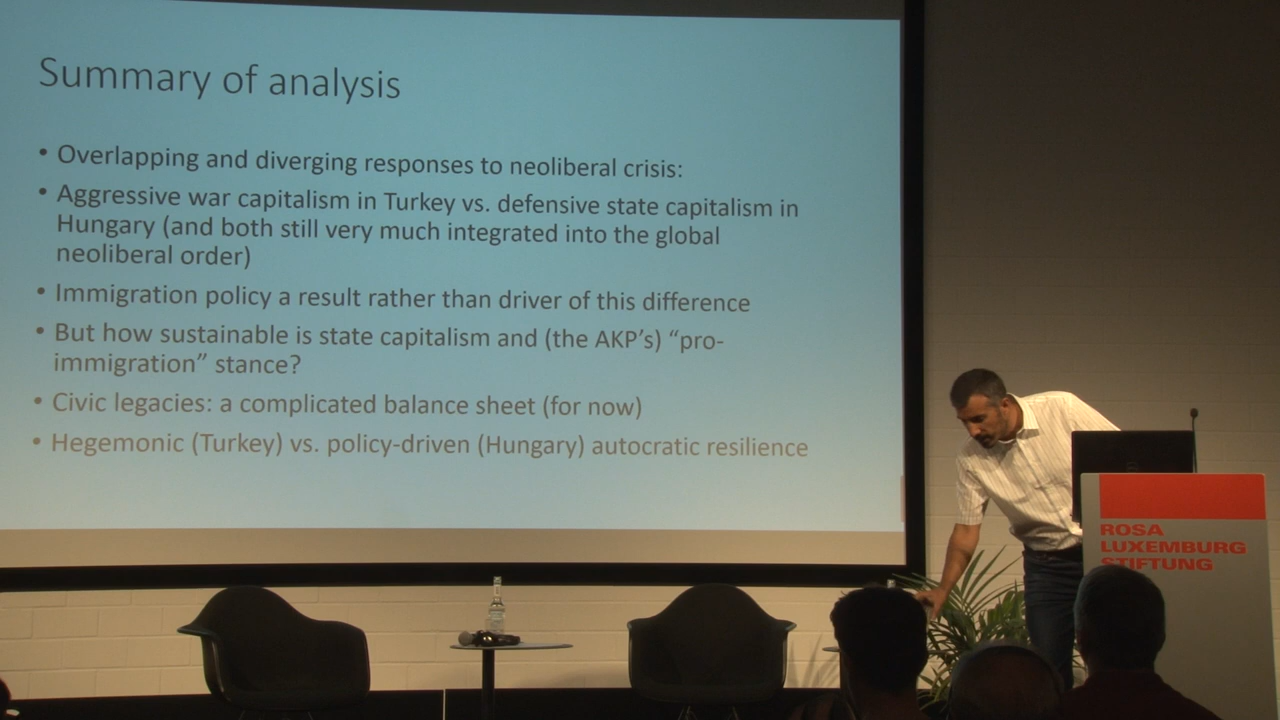 Summary of analysis
• Overlapping and diverging responses to neoliberal crisis:
• Aggressive war capitalism in Turkey vs. defensive state capitalism in
Hungary (and both still very much integrated into the global
neoliberal order)
• Immigration policy a result rather than driver of this difference
• But how sustainable is state capitalism and (the AKP's) “pro-
immigration” stance?
• Civic legacies: a complicated balance sheet (for now)
• Hegemonic (Turkey) vs. policy-driven (Hungary) autocratic resilience
ROSA
LUXEMBURG
STIFTUNG